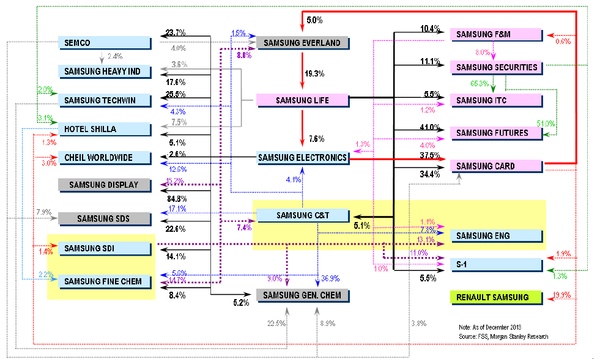 5.0%
23.7%
1.5%
10.4%
SAMSUNG F&M
0.6%
SEMCO
4.0%
SAMSUNG EVERLAND
8.0%
2.4%
8.0%
11.1%
SAMSUNG SECURITIES
SAMSUNG HEAVY IND
3.6%
19.3%
17.6%
65.3%
25.5%
5.5%
SAMSUNG TECHWIN
SAMSUNG LIFE
SAMSUNG ITC
4.3%
1.2%
3.1%
7.5%
51.0%
HOTEL SHILLA
41.0%
SAMSUNG FUTURES
5.1%
7.6%
4.0%
1.3%
2.6%
37.5%
CHEIL WORLDWIDE
SAMSUNG ELECTRONICS
SAMSUNG CARD
3.0%
12.6%
34.4%
SAMSUNG DISPLAY
15.2%
4.1%
84.8%
7.9%
SAMSUNG SDS
17.1%
SAMSUNG C&T
22.6%
7.4%
5.1%
1.1%
7.8%
SAMSUNG ENG
13.1%
SAMSUNG SDI
1.4%
11.0%
1.9%
14.1%
1.0%
S-1
2.2%
5.0%
5.5%
1.3%
SAMSUNG FINE CHEM
14.7%
9.0%
36.9%
8.4%
5.2%
SAMSUNG GEN. CHEM
RENAULT SAMSUNG
19.9%
22.5%
8.9%
3.8%
Note: As of December 2013
Source: FSS, Morgan Stanley Research